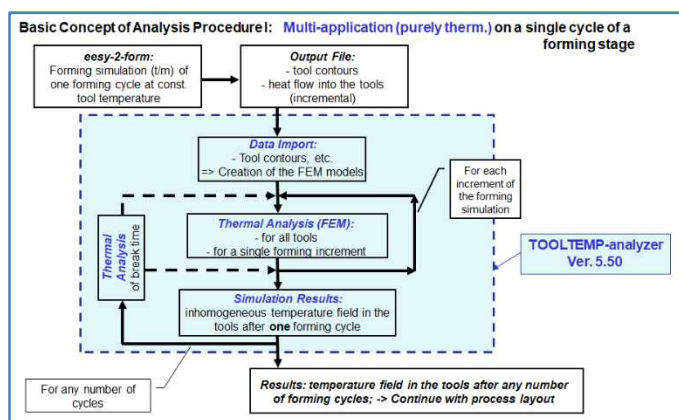 Basic Concept of Analysis Procedure I: Multi-application (purely therm.) on a single cycle of a
forming stage
eesy-2-form:
Forming simulation (t/m) of
one forming cycle at const.
tool temperature
Output File:
- tool contours
- heat flow into the tools
(incremental)
Data Import:
- Tool contours, etc.
=> Creation of the FEM models
For each
increment of
the forming
simulation
Thermal Analysis (FEM):
- for all tools
- for a single forming increment
Thermal
Analysis
of break time
TOOLTEMP-analyzer
Ver. 5.50
Simulation Results:
inhomogeneous temperature field in the
tools after one forming cycle
For any number of
cycles
Results: temperature field in the tools after any number
of forming cycles; -> Continue with process layout